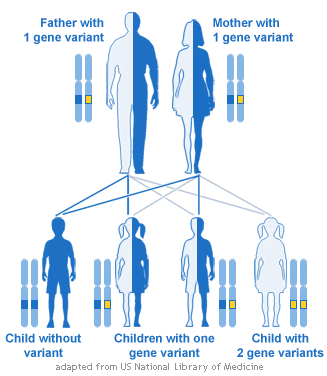 Father with
1 gene variant
Mother with
1 gene variant
Child without
variant
Children with one
gene variant
Child with
2 gene variants
adapted from US National Library of Medicine